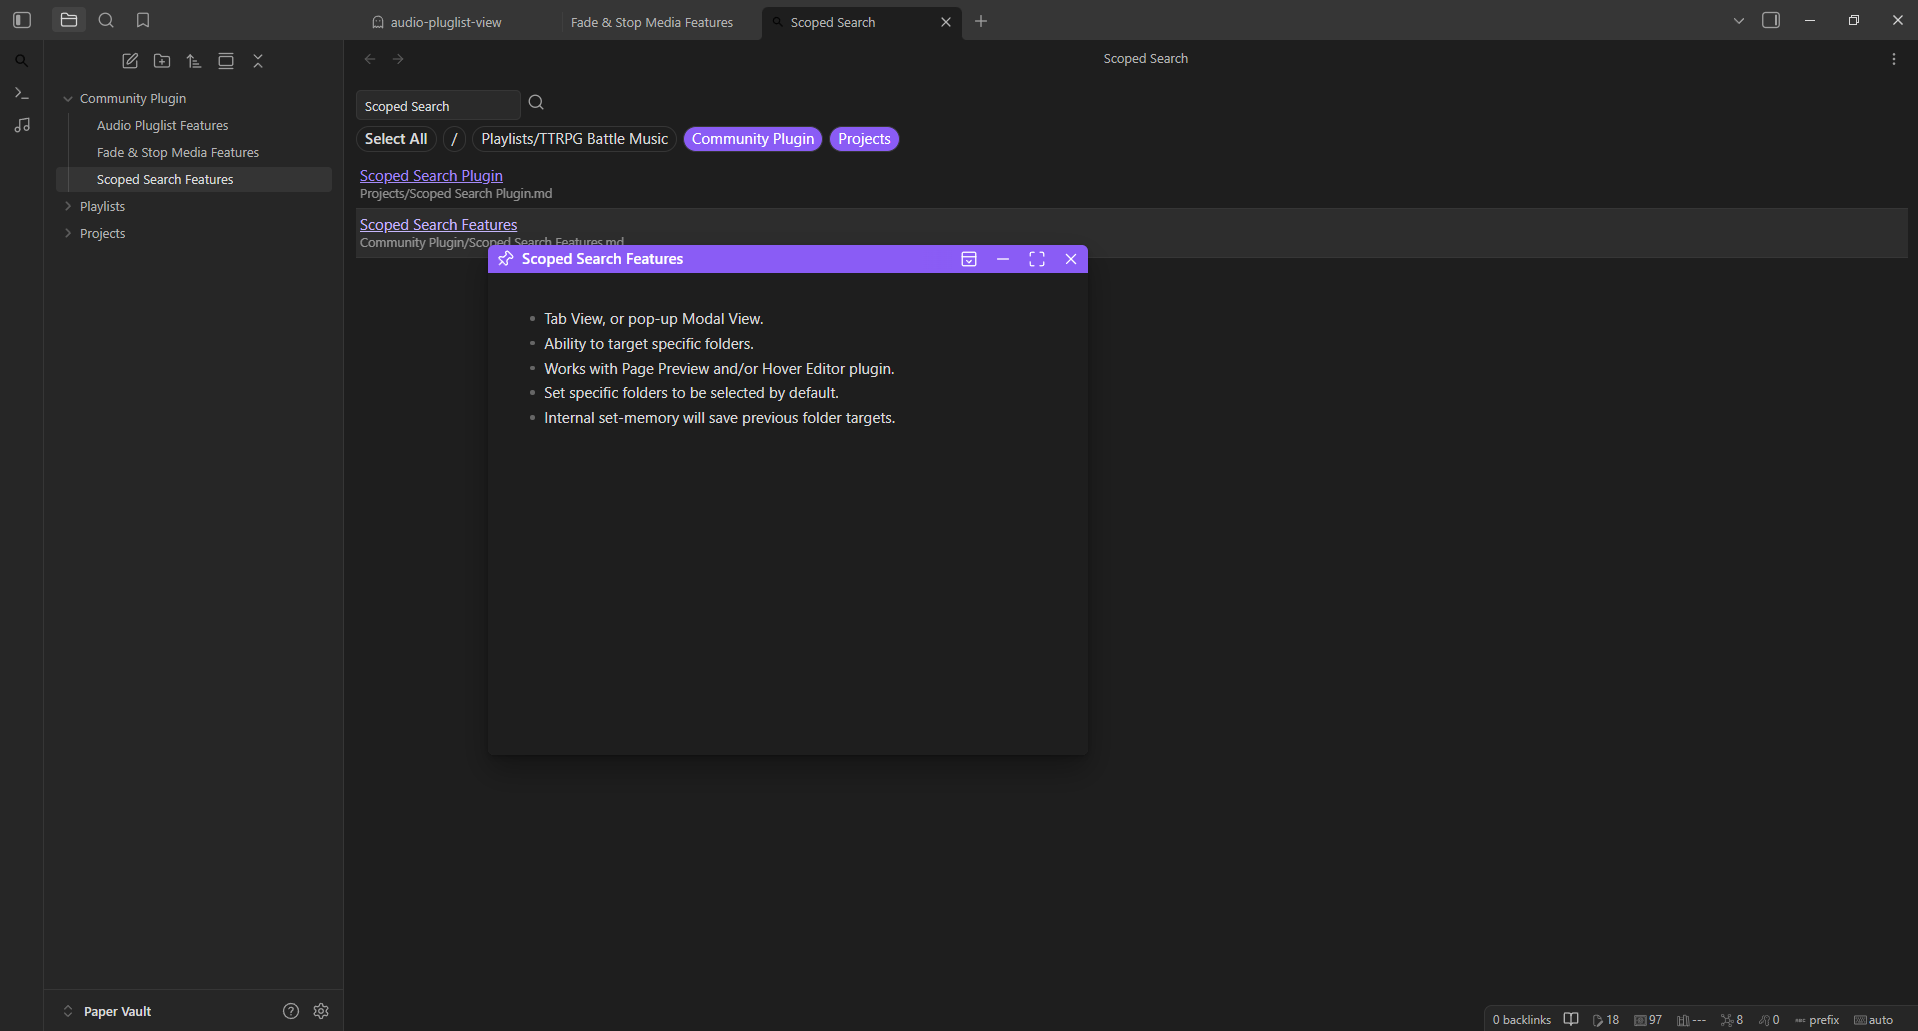 audio-pluglist-view
Fade & Stop Media Features
Scoped Search
Scoped Search
Community Plugin
Audio Pluglist Features
Fade & Stop Media Features
Scoped Search Features
Playlists
Projects
Scoped Search
Select All
/
Playlists/TTRPG Battle Music
Community Plugin
Projects
Scoped Search Plugin
Projects/Scoped Search Plugin.md
Scoped Search Features
Community Plugin/Scoped Search Features.md
Scoped Search Features
Tab View, or pop-up Modal View.
Ability to target specific folders.
Works with Page Preview and/or Hover Editor plugin.
Set specific folders to be selected by default.
Internal set-memory will save previous folder targets.
Paper Vault
0 backlinks 18 97 --- 8 0 prefix auto